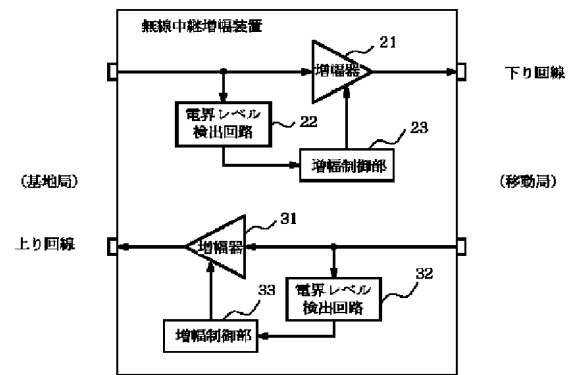 無線中継増幅装置
21
増幅器
下り回線
電界レベル
検出回路
22
23
増幅制御部
(基地局)
(移動局)
31
上り回線
増幅器
電界レベル
検出回路
32
33
増幅制御部